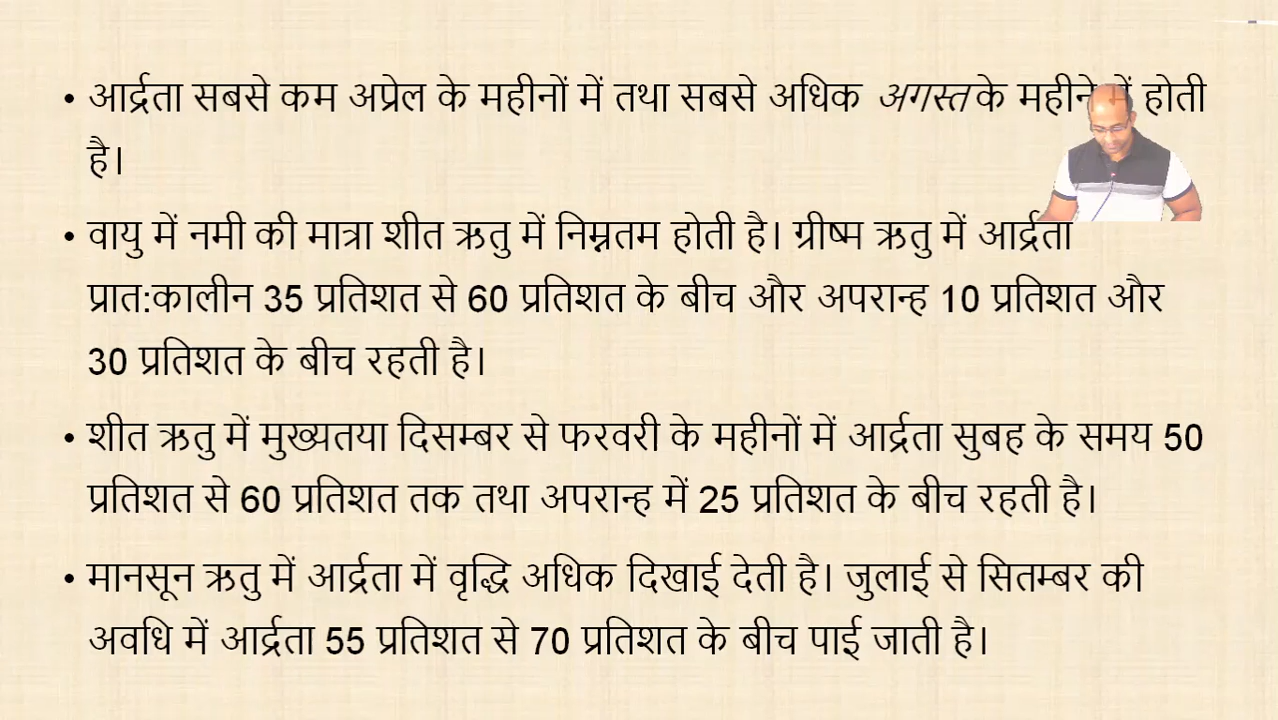 • आर्द्रता सबसे कम अप्रेल के महीनों में तथा सबसे अधिक अगस्त के महीने में होती
है।
• वायु में नमी की मात्रा शीत ऋतु में निम्नतम होती है। ग्रीष्म ऋतु में आर्द्रता
प्रात:कालीन 35 प्रतिशत से 60 प्रतिशत के बीच और अपरान्ह 10 प्रतिशत और
30 प्रतिशत के बीच रहती है।
• शीत ऋतु में मुख्यतया दिसम्बर से फरवरी के महीनों में आर्द्रता सुबह के समय 50
प्रतिशत से 60 प्रतिशत तक तथा अपरान्ह में 25 प्रतिशत के बीच रहती है।
• मानसून ऋतु में आर्द्रता में वृद्धि अधिक दिखाई देती है। जुलाई से सितम्बर की
अवधि में आर्द्रता 55 प्रतिशत से 70 प्रतिशत के बीच पाई जाती है।